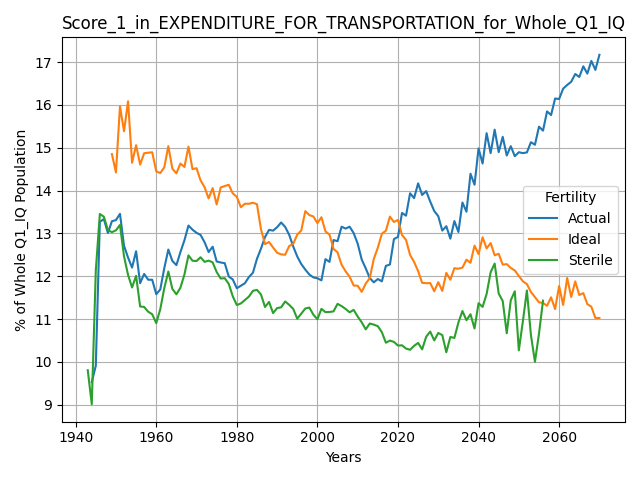 Score_1_in_EXPENDITURE_FOR_TRANSPORTATION_for_Whole_Q1_IQ
% of Whole Q1_IQ Population
17
16
15
14
13
12
11
10
9
Fertility
Actual
Ideal
Sterile
1940 1960 1980 2000 2020 2040 2060
Years